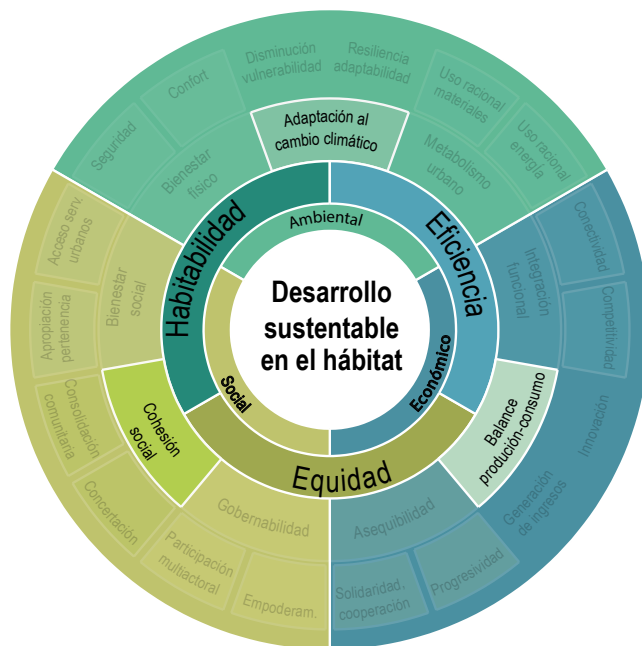 Desarrollo
sustentable
en el hábitat
Ambiental
Económico
Social
Habitabilidad
Eficiencia
Equidad
Adaptación al
cambio climático
Metabolismo
urbano
Integración
funcional
Balance
produción-consumo
Asequibilidad
Gobernabilidad
Cohesión
social
Bienestar
social
Bienestar
físico
Disminución
vulnerabilidad
Resiliencia
adaptabilidad
Uso racional
materiales
Uso racional
energía
Conectividad
Competitividad
Innovación
Generación
de ingresos
Progresividad
Solidaridad,
cooperación
Empoderam.
Participación
multiactoral
Concertación
Consolidación
comunitaria
Apropiación
pertenencia
Acceso serv.
urbanos
Seguridad
Confort